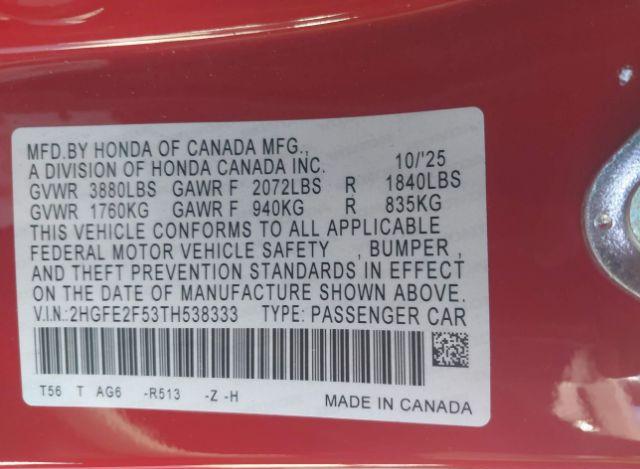 MFD.BY HONDA OF CANADA MFG.,
A DIVISION OF HONDA CANADA INC. 10/'25
GVWR 3880LBS GAWR F 2072LBS R 1840LBS
GVWR 1760KG GAWR F 940KG R 835KG
THIS VEHICLE CONFORMS TO ALL APPLICABLE
FEDERAL MOTOR VEHICLE SAFETY , BUMPER ,
AND THEFT PREVENTION STANDARDS IN EFFECT
ON THE DATE OF MANUFACTURE SHOWN ABOVE.
V.I.N.:2HGFE2F53TH538333 TYPE: PASSENGER CAR
T56 T AG6 -R513 -Z -H
MADE IN CANADA